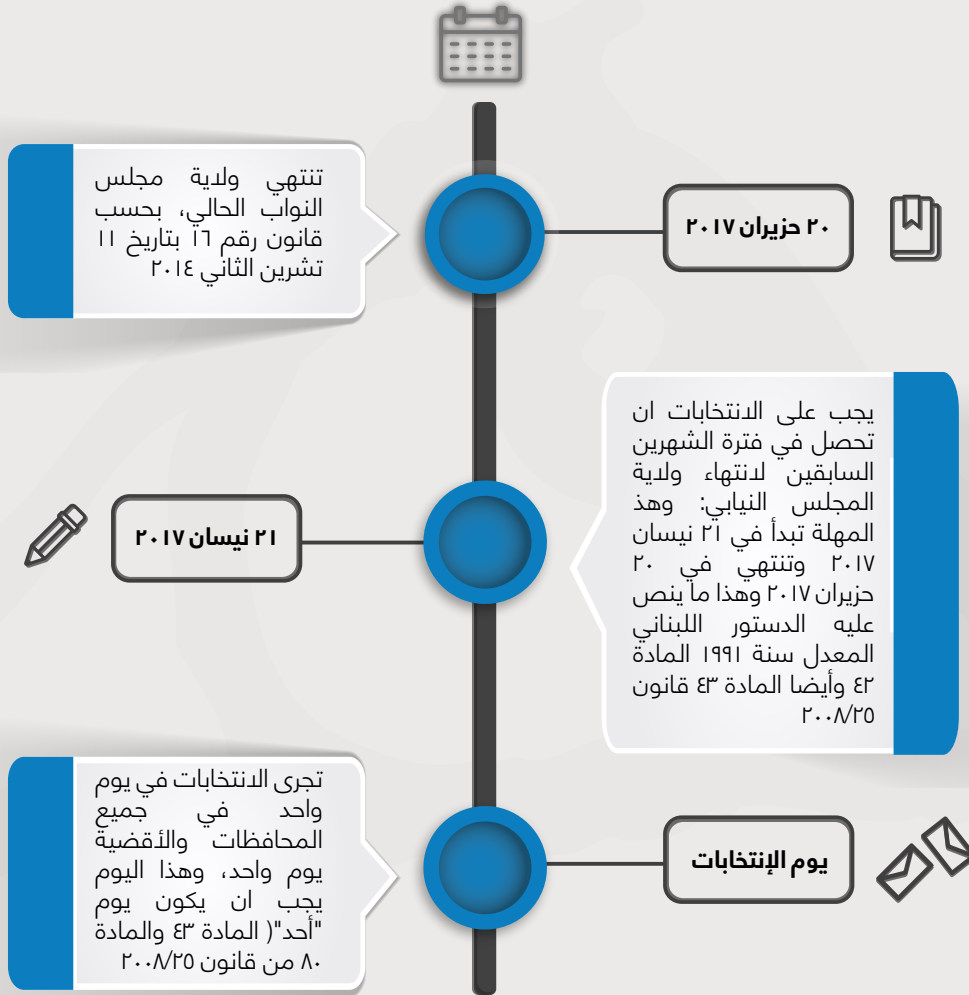 ٢٠ حزيران ٢٠١٧
تنتهي ولاية مجلس
النواب الحالي، بحسب
قانون رقم ١٦ بتاريخ ١١
تشرين الثاني ٢٠١٤
٢١ نيسان ٢٠١٧
يجب على الانتخابات ان
تحصل في فترة الشهرين
السابقين لانتهاء ولاية
المجلس النيابي: وهذ
المهلة تبدأ في ٢١ نيسان
٢٠١٧ وتنتهي في ٢٠
حزيران ٢٠١٧ وهذا ما ينص
عليه الدستور اللبناني
المعدل سنة ١٩٩١ المادة
٤٢ وأيضا المادة ٤٣ قانون
٢٠٠٨/٢٥
يوم الإنتخابات
تجرى الانتخابات في يوم
واحد في جميع
المحافظات والأقضية
يوم واحد، وهذا اليوم
يجب ان يكون يوم
"أحد"( المادة ٤٣ والمادة
٨٠ من قانون ٢٠٠٨/٢٥